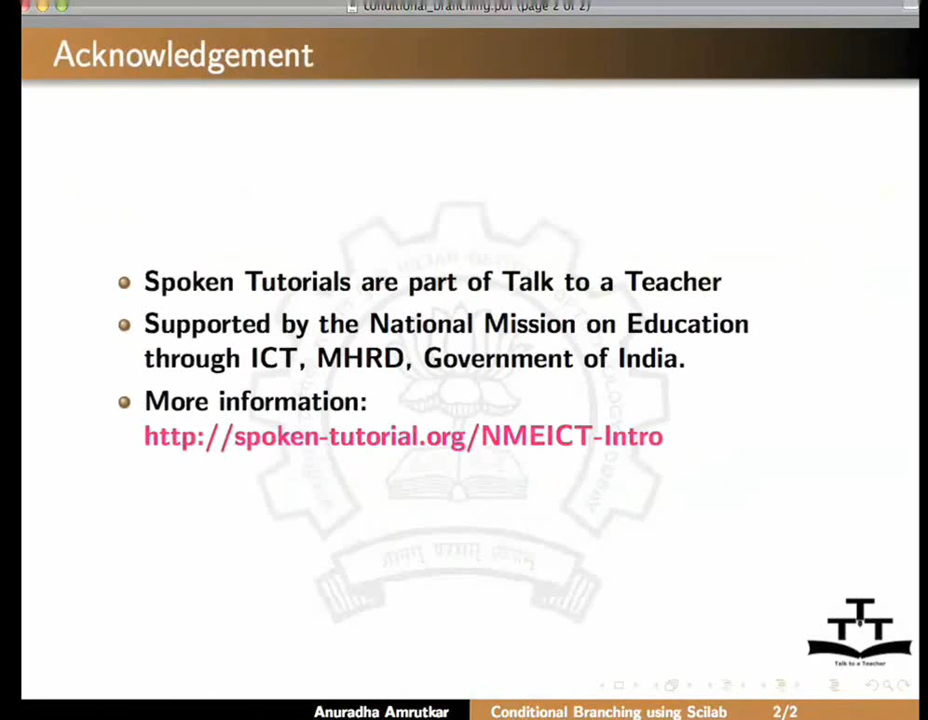 conditional_branching.pdf (page 2 of 2)
Acknowledgement
Spoken Tutorials are part of Talk to a Teacher
Supported by the National Mission on Education
through ICT, MHRD, Government of India.
More information:
http://spoken-tutorial.org/NMEICT-Intro
TTT
Talk to a Teacher
Anuradha Amrutkar
Conditional Branching using Scilab
2/2